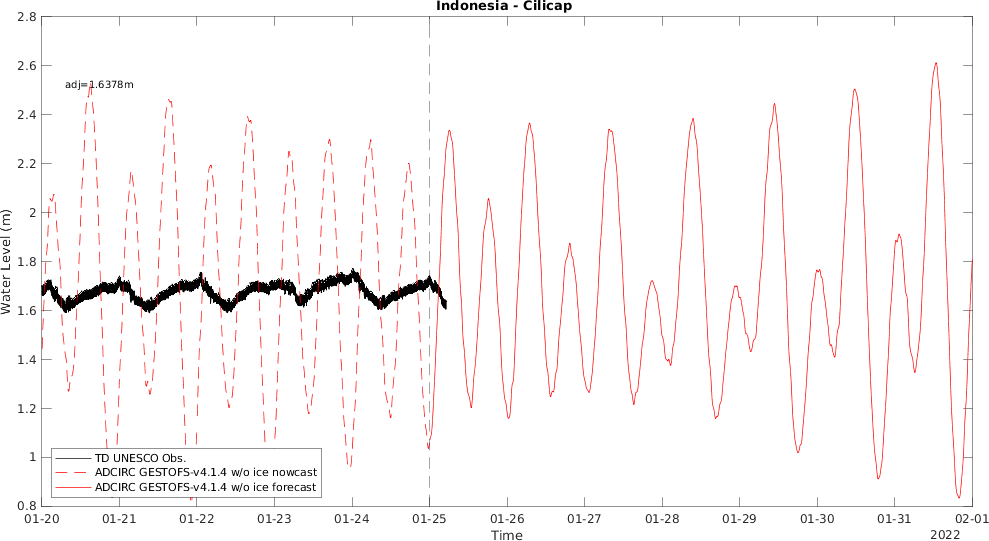 Indonesia - Cilicap
2.8
2.6
adj=1.6378m
2.4
2.2
2
1.8
Water Level (m)
1.6
1.4
1.2
1
0.8
TD UNESCO Obs.
ADCIRC GESTOFS-v4.1.4 w/o ice nowcast
ADCIRC GESTOFS-v4.1.4 w/o ice forecast
01-20 01-21 01-22 01-23 01-24 01-25 01-26 01-27 01-28 01-29 01-30 01-31 02-01
Time
2022